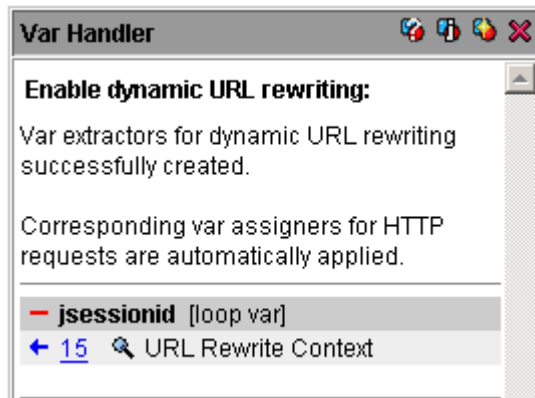 Var Handler
Enable dynamic URL rewriting:
Var extractors for dynamic URL rewriting
successfully created.
Corresponding var assigners for HTTP
requests are automatically applied.
jsessionid [loop var]
15 URL Rewrite Context